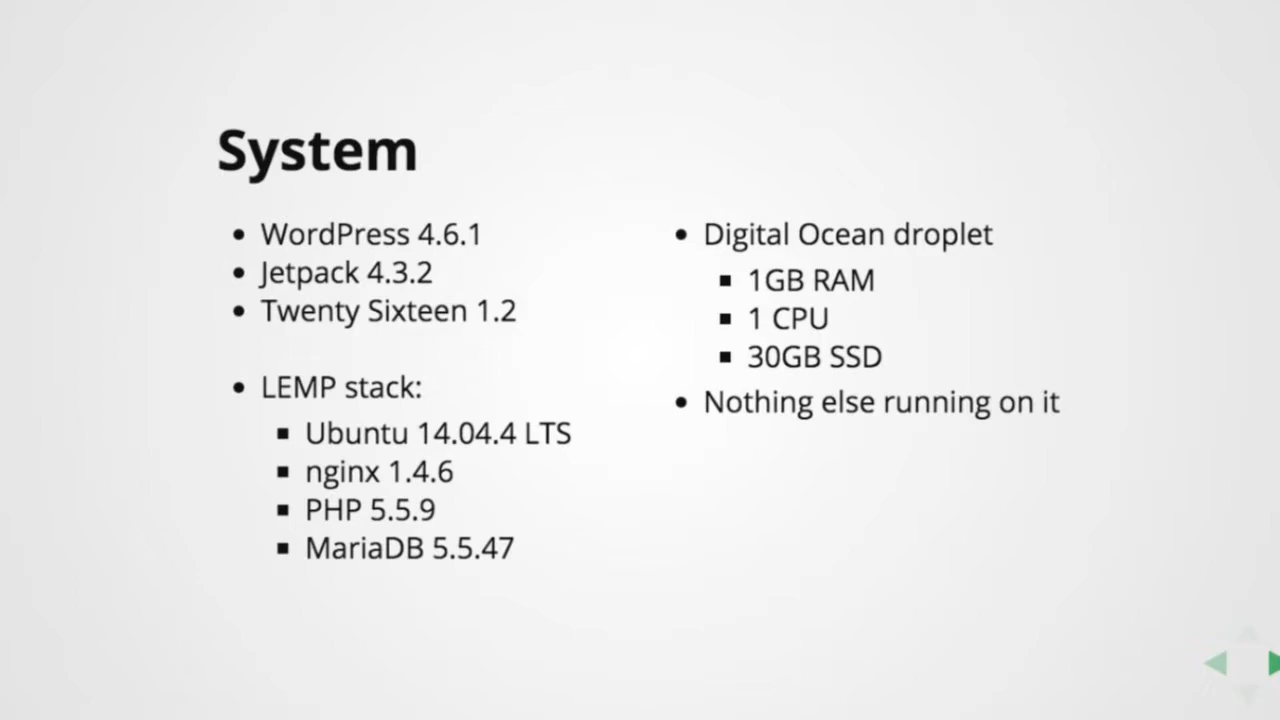 System
WordPress 4.6.1
Jetpack 4.3.2
Twenty Sixteen 1.2
LEMP stack:
Ubuntu 14.04.4 LTS
nginx 1.4.6
PHP 5.5.9
MariaDB 5.5.47
Digital Ocean droplet
1GB RAM
1 CPU
30GB SSD
Nothing else running on it